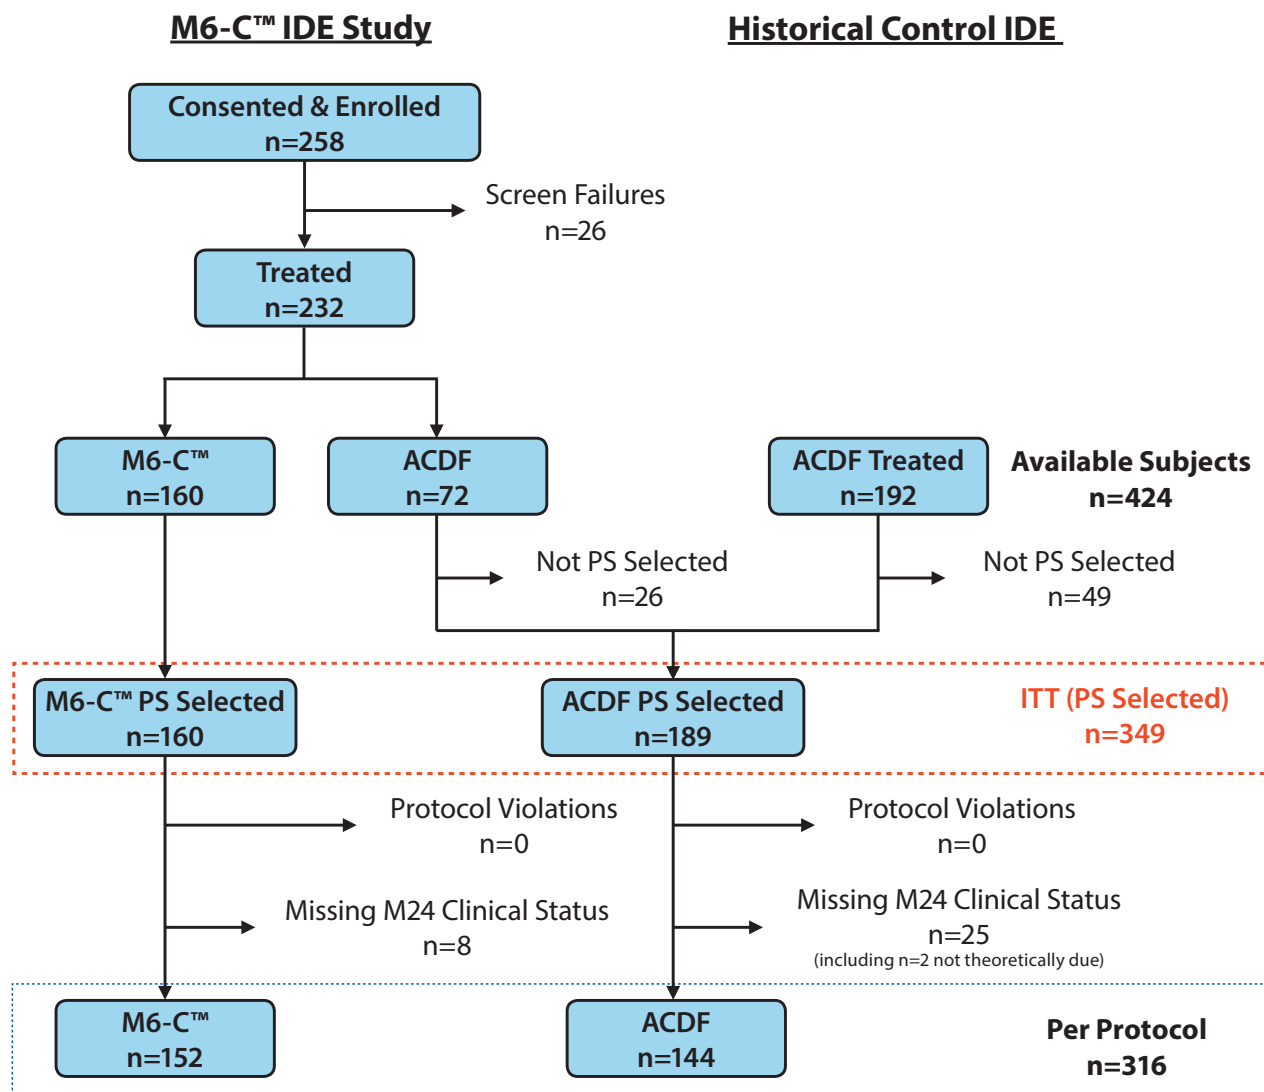 M6-C™ IDE Study
Historical Control IDE
Consented & Enrolled
n=258
Screen Failures
n=26
Treated
n=232
M6-C™
n=160
ACDF
n=72
ACDF Treated
n=192
Available Subjects
n=424
Not PS Selected
n=26
Not PS Selected
n=49
M6-C™ PS Selected
n=160
ACDF PS Selected
n=189
ITT (PS Selected)
n=349
Protocol Violations
n=0
Protocol Violations
n=0
Missing M24 Clinical Status
n=8
Missing M24 Clinical Status
n=25
(including n=2 not theoretically due)
M6-C™
n=152
ACDF
n=144
Per Protocol
n=316